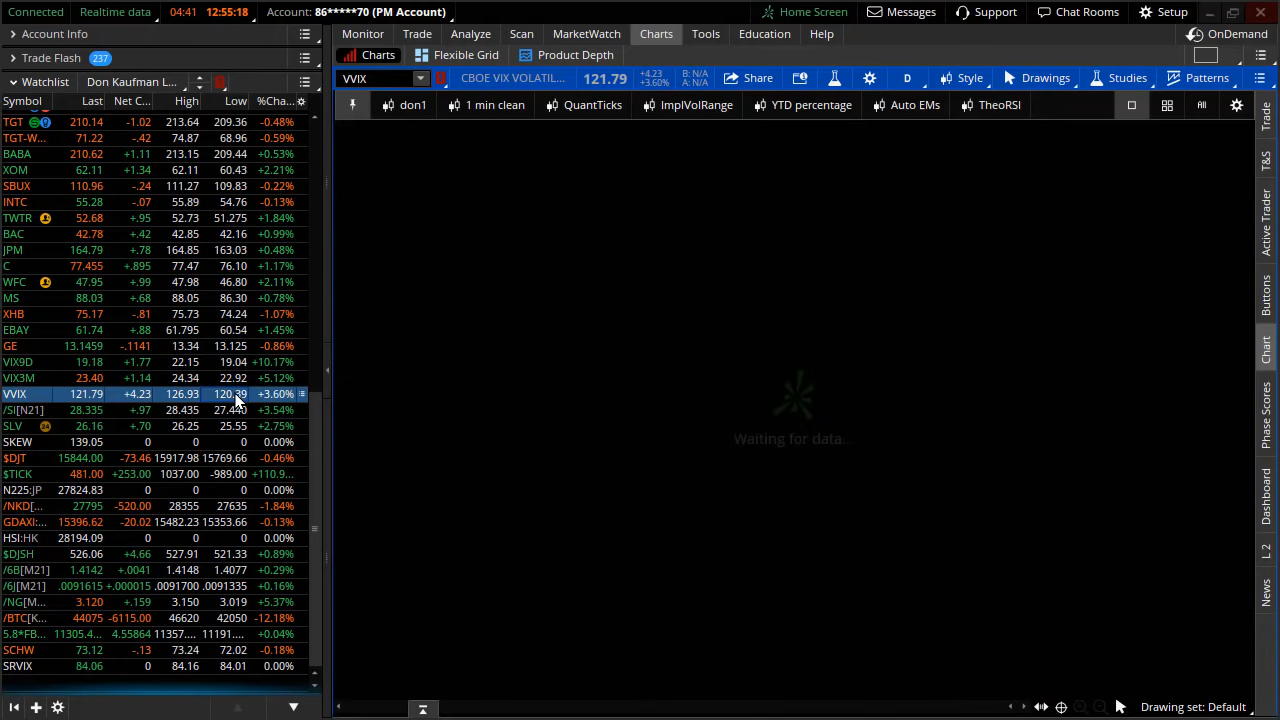 Connected Realtime data 04:41 12:55:18 Account: 86*****70 (PM Account) Home Screen Messages Support Chat Rooms Setup
Account Info
Monitor Trade Analyze Scan MarketWatch Charts Tools Education Help OnDemand
Trade Flash 237
Charts Flexible Grid Product Depth
Watchlist Don Kaufman L...
VVIX CBOE VIX VOLATIL... 121.79 +4.23 B: N/A Share D Style Drawings Studies Patterns
+3.60% A: N/A
Symbol Last Net C... High Low %Cha...
don1 1 min clean QuantTicks ImplVolRange YTD percentage Auto EMs TheoRSI All
TGT 210.14 -1.02 213.64 209.36 -0.48%
TGT-W... 71.22 -.42 74.87 68.96 -0.59%
BABA 210.62 +1.11 213.15 209.44 +0.53%
XOM 62.11 +1.34 62.11 60.43 +2.21%
SBUX 110.96 -.24 111.27 109.83 -0.22%
INTC 55.28 -.07 55.89 54.76 -0.13%
TWTR 52.68 +.95 52.73 51.275 +1.84%
BAC 42.78 +.42 42.85 42.16 +0.99%
JPM 164.79 +.78 164.85 163.03 +0.48%
C 77.455 +.895 77.47 76.10 +1.17%
WFC 47.95 +.99 47.98 46.80 +2.11%
MS 88.03 +.68 88.05 86.30 +0.78%
XHB 75.17 -.81 75.73 74.24 -1.07%
EBAY 61.74 +.88 61.795 60.54 +1.45%
GE 13.1459 -.1141 13.34 13.125 -0.86%
VIX9D 19.18 +1.77 22.15 19.04 +10.17%
VIX3M 23.40 +1.14 24.34 22.92 +5.12%
VVIX 121.79 +4.23 126.93 120.39 +3.60%
/SI[N21] 28.335 +.97 28.435 27.440 +3.54%
SLV 24 26.16 +.70 26.25 25.55 +2.75%
SKEW 139.05 0 0 0 0.00%
$DJT 15844.00 -73.46 15917.98 15769.66 -0.46%
$TICK 481.00 +253.00 1037.00 -989.00 +110.9...
N225:JP 27824.83 0 0 0 0.00%
/NKD[... 27795 -520.00 28355 27635 -1.84%
GDAXI:... 15396.62 -20.02 15482.23 15353.66 -0.13%
HSI:HK 28194.09 0 0 0 0.00%
$DJSH 526.06 +4.66 527.91 521.33 +0.89%
/6B[M21] 1.4142 +.0041 1.4148 1.4077 +0.29%
/6J[M21] .0091615 +.000015 .0091700 .0091335 +0.16%
/NG[M... 3.120 +.159 3.150 3.019 +5.37%
/BTC[K... 44075 -6115.00 46620 42050 -12.18%
5.8*FB... 11305.4... 4.55864 11357.... 11191.... +0.04%
SCHW 73.12 -.13 73.24 72.02 -0.18%
SRVIX 84.06 0 84.16 84.01 0.00%
Waiting for data...
Drawing set: Default
Trade
T&S
Active Trader
Buttons
Chart
Phase Scores
Dashboard
L 2
News